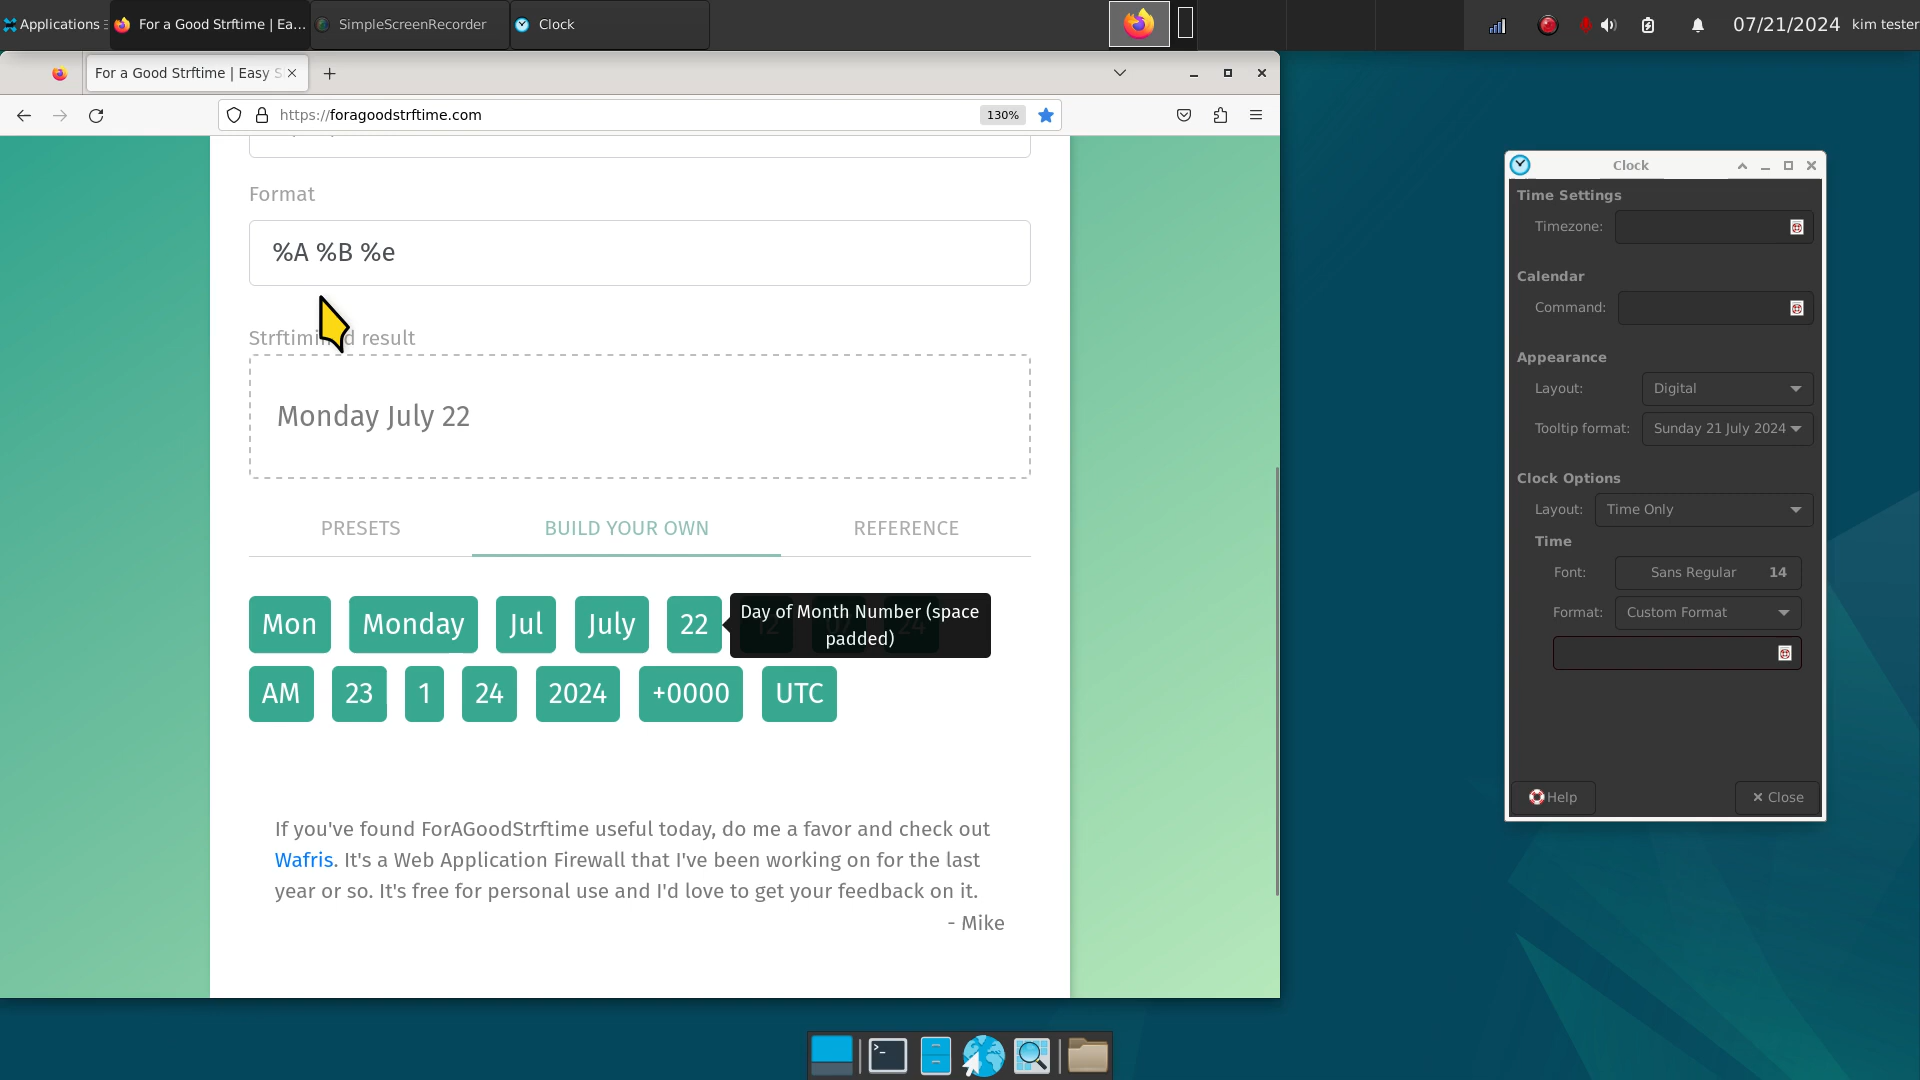 Applications
For a Good Strftime | Ea...
SimpleScreenRecorder
Clock
07/21/2024
kim tester
For a Good Strftime | Easy S
https://foragoodstrftime.com
130%
Format
%A %B %e
Strftimined result
Monday July 22
PRESETS
BUILD YOUR OWN
REFERENCE
Mon
Monday
Jul
July
22
Day of Month Number (space
padded)
AM
23
1
24
2024
+0000
UTC
If you've found ForAGoodStrftime useful today, do me a favor and check out
Wafris. It's a Web Application Firewall that I've been working on for the last
year or so. It's free for personal use and I'd love to get your feedback on it.
- Mike
Clock
Time Settings
Timezone:
Calendar
Command:
Appearance
Layout: Digital
Tooltip format: Sunday 21 July 2024
Clock Options
Layout: Time Only
Time
Font: Sans Regular 14
Format: Custom Format
Help
Close